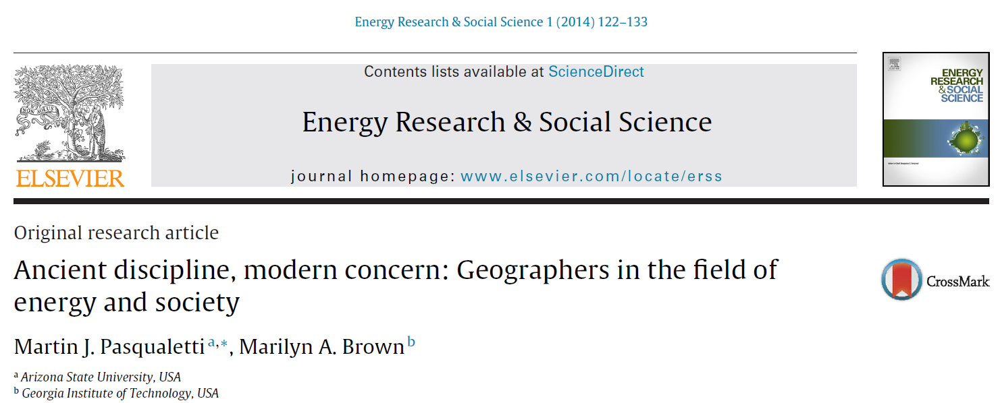 Energy Research & Social Science 1 (2014) 122–133
Contents lists available at ScienceDirect
Energy Research & Social Science
journal homepage: www.elsevier.com/locate/erss
NON SOLUS
ELSEVIER
ELSEVIER
ENERGY
RESEARCH
& SOCIAL
SCIENCE
Original research article
Ancient discipline, modern concern: Geographers in the field of
energy and society
CrossMark
Martin J. Pasqualetti a,*, Marilyn A. Brown b
a Arizona State University, USA
b Georgia Institute of Technology, USA